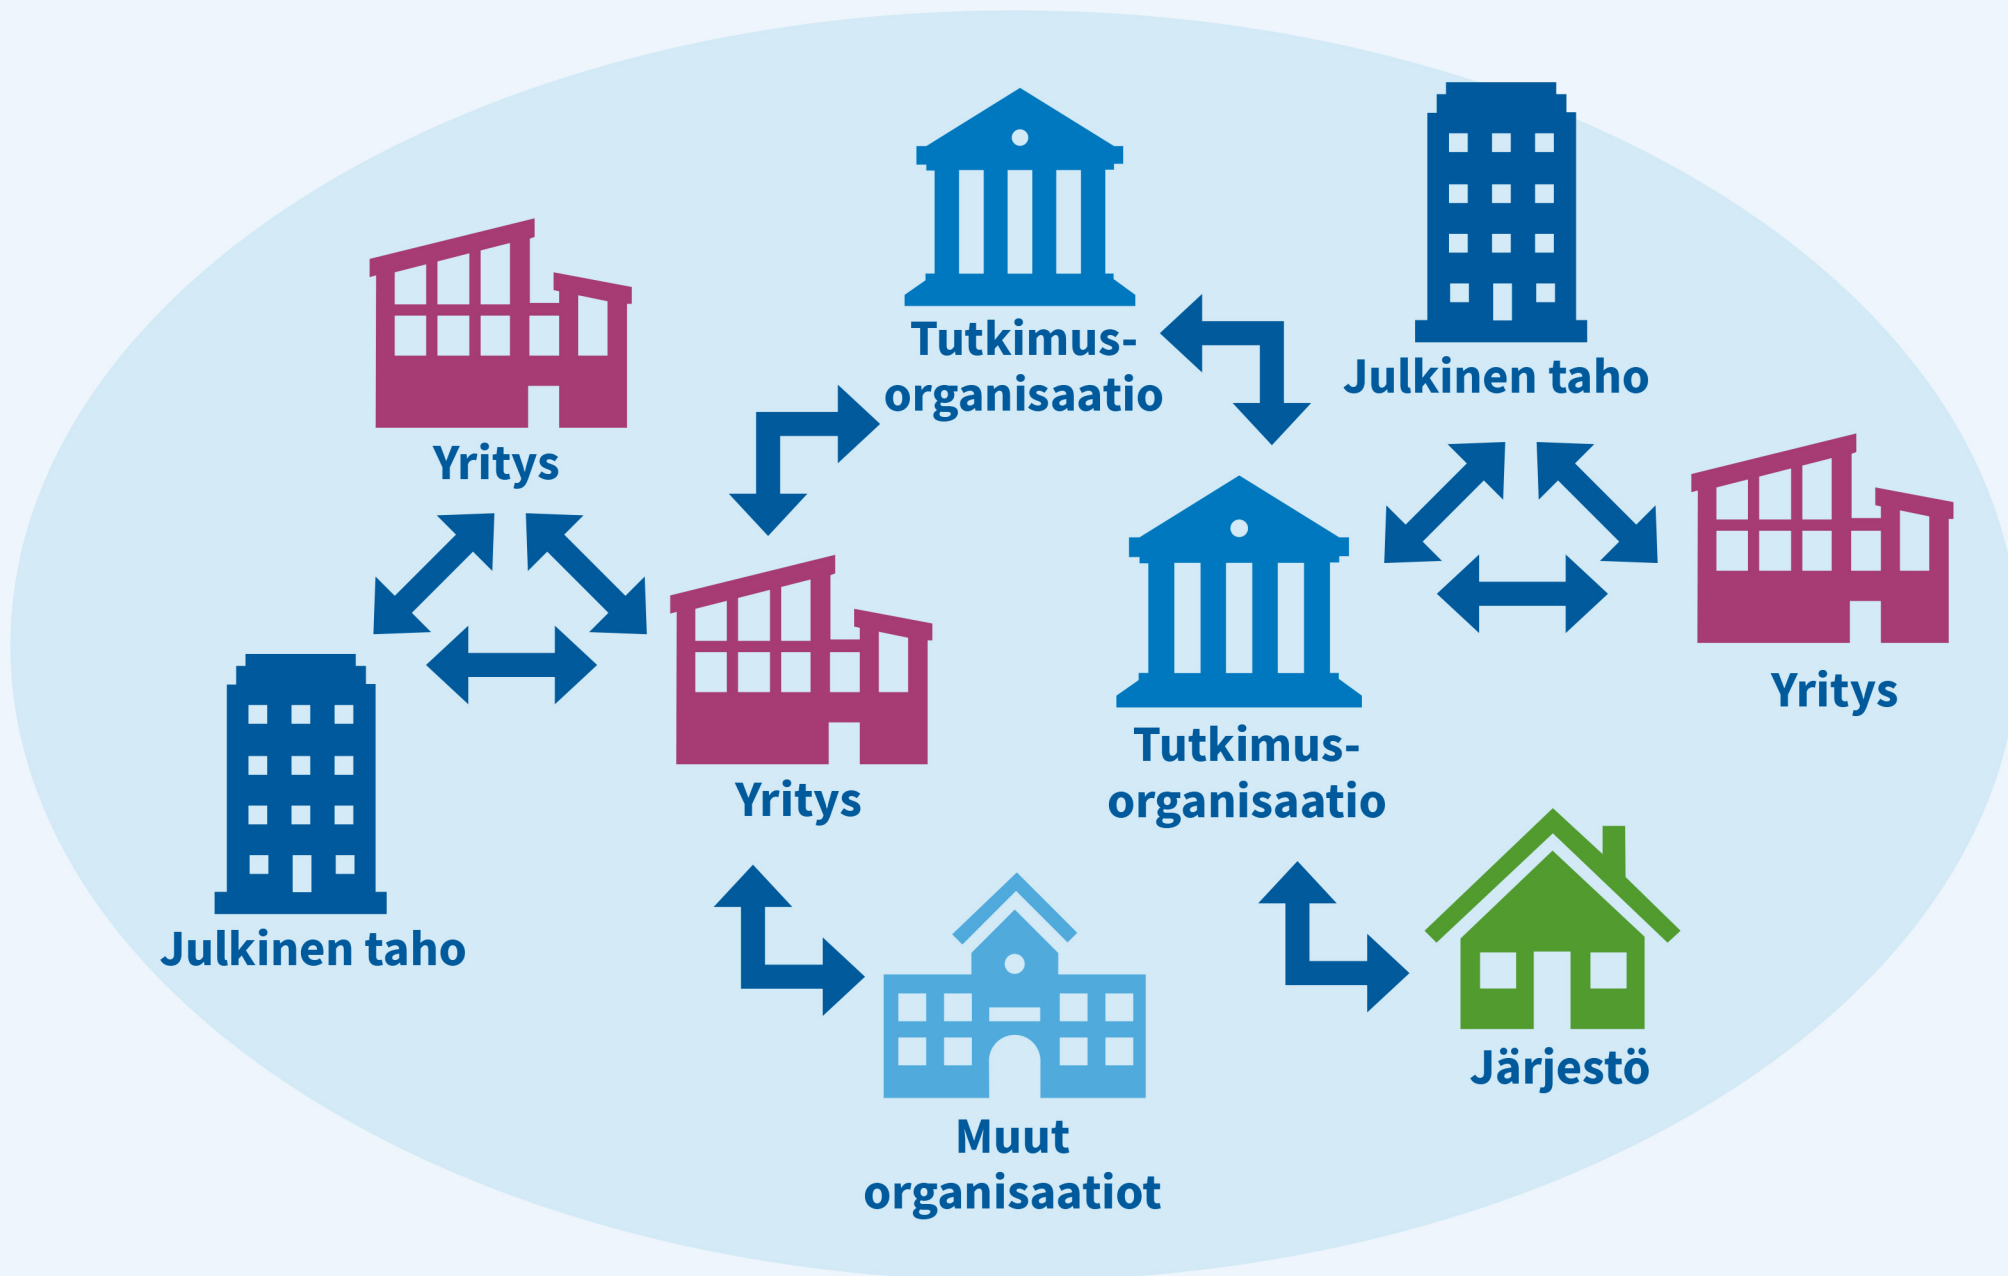 Tutkimus-
organisaatio
Julkinen taho
Yritys
Yritys
Tutkimus-
organisaatio
Yritys
Julkinen taho
Järjestö
Muut
organisaatiot